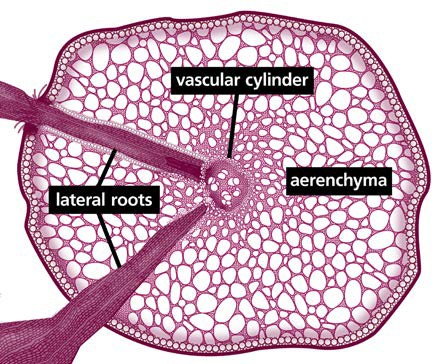 vascular cylinder
aerenchyma
lateral roots